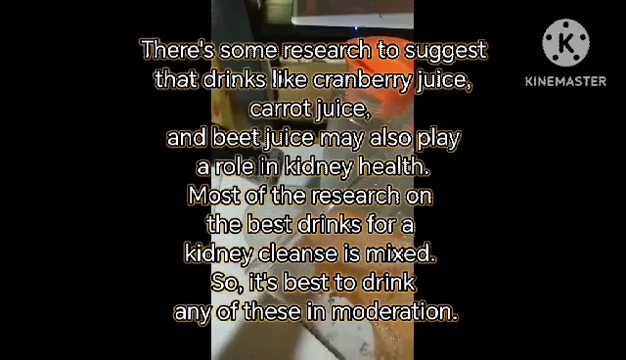 There's some research to suggest
that drinks like cranberry juice,
carrot juice,
and beet juice may also play
a role in kidney health.
Most of the research on
the best drinks for a
kidney cleanse is mixed.
So, it's best to drink
any of these in moderation.
K
KINEMASTER